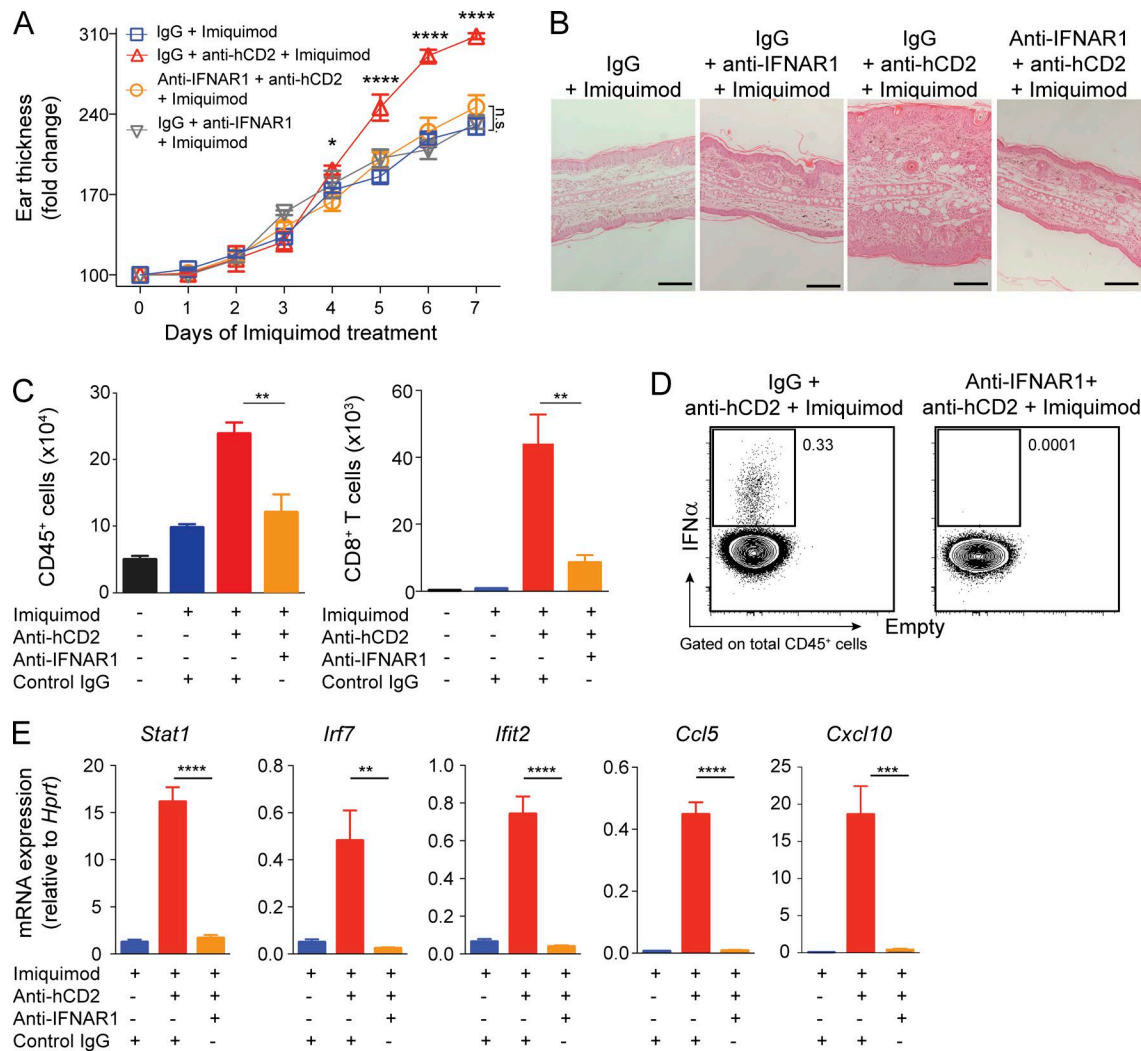 A
Ear thickness
(fold change)
310
240
170
100
IgG + Imiquimod
IgG + anti-hCD2 + Imiquimod
Anti-IFNAR1 + anti-hCD2
+ Imiquimod
IgG + anti-IFNAR1
+ Imiquimod
*
****
****
****
n.s.
0 1 2 3 4 5 6 7
Days of Imiquimod treatment
B
IgG
+ Imiquimod
IgG
+ anti-IFNAR1
+ Imiquimod
IgG
+ anti-hCD2
+ Imiquimod
Anti-IFNAR1
+ anti-hCD2
+ Imiquimod
C
CD45⁺ cells (x10⁴)
30
20
10
0
**
Imiquimod - + + +
Anti-hCD2 - - + +
Anti-IFNAR1 - - - +
Control IgG - + + -
CD8⁺ T cells (x10³)
60
40
20
0
**
Imiquimod - + + +
Anti-hCD2 - - + +
Anti-IFNAR1 - - - +
Control IgG - + + -
D
IgG +
anti-hCD2 + Imiquimod
Anti-IFNAR1+
anti-hCD2 + Imiquimod
0.33
0.0001
IFNα
Empty
Gated on total CD45⁺ cells
E
mRNA expression
(relative to Hprt)
Stat1
20
15
10
5
0
****
Irf7
0.8
0.6
0.4
0.2
0.0
**
Ifit2
1.0
0.8
0.6
0.4
0.2
0.0
****
Ccl5
0.6
0.4
0.2
0.0
****
Cxcl10
25
20
15
10
5
0
***
Imiquimod + + + + + + + + + + + + + + +
Anti-hCD2 - + + - + + - + + - + + - + +
Anti-IFNAR1 - - + - - + - - + - - + - - +
Control IgG + + - + + - + + - + + - + + -